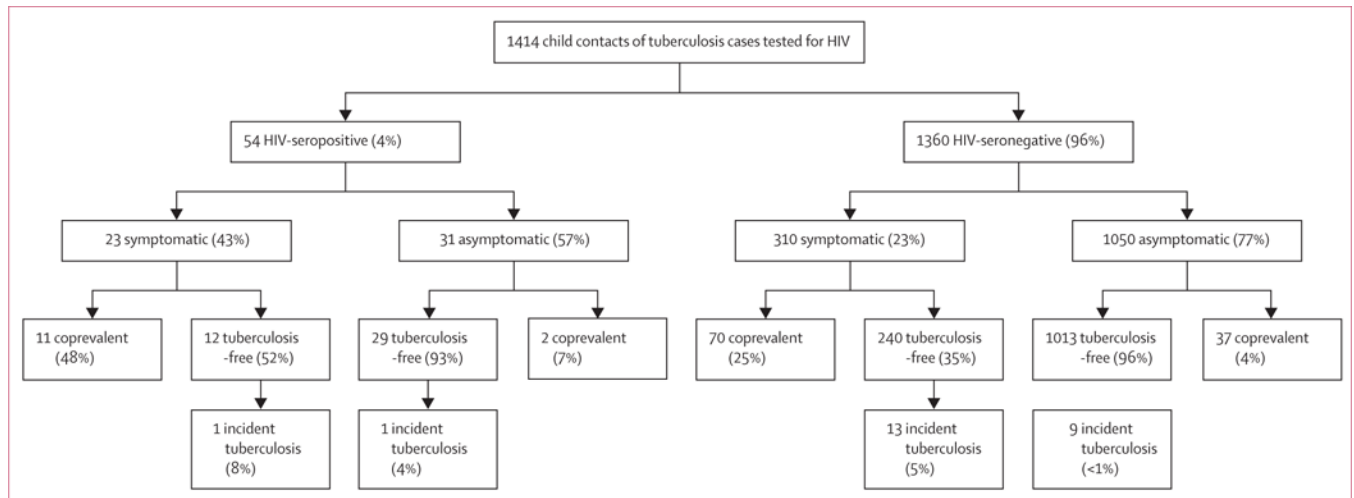 1414 child contacts of tuberculosis cases tested for HIV
54 HIV-seropositive (4%)
1360 HIV-seronegative (96%)
23 symptomatic (43%)
31 asymptomatic (57%)
310 symptomatic (23%)
1050 asymptomatic (77%)
11 coprevalent
(48%)
12 tuberculosis
-free (52%)
29 tuberculosis
-free (93%)
2 coprevalent
(7%)
70 coprevalent
(25%)
240 tuberculosis
-free (35%)
1013 tuberculosis
-free (96%)
37 coprevalent
(4%)
1 incident
tuberculosis
(8%)
1 incident
tuberculosis
(4%)
13 incident
tuberculosis
(5%)
9 incident
tuberculosis
(<1%)